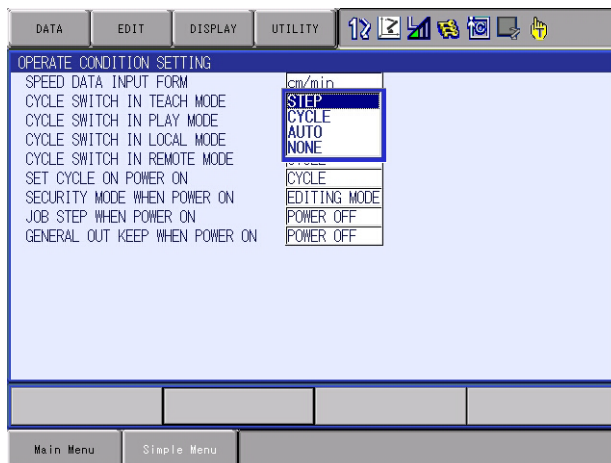 DATA EDIT DISPLAY UTILITY
OPERATE CONDITION SETTING
SPEED DATA INPUT FORM cm/min
CYCLE SWITCH IN TEACH MODE STEP
CYCLE SWITCH IN PLAY MODE CYCLE
CYCLE SWITCH IN LOCAL MODE AUTO
NONE
CYCLE SWITCH IN REMOTE MODE CYCLE
SET CYCLE ON POWER ON CYCLE
SECURITY MODE WHEN POWER ON EDITING MODE
JOB STEP WHEN POWER ON POWER OFF
GENERAL OUT KEEP WHEN POWER ON POWER OFF
Main Menu Simple Menu